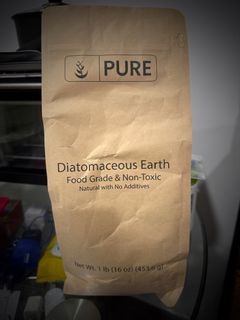 PURE
Diatomaceous Earth
Food Grade & Non-Toxic
Natural with No Additives
Net Wt. 1 lb (16 oz) (453.6 g)